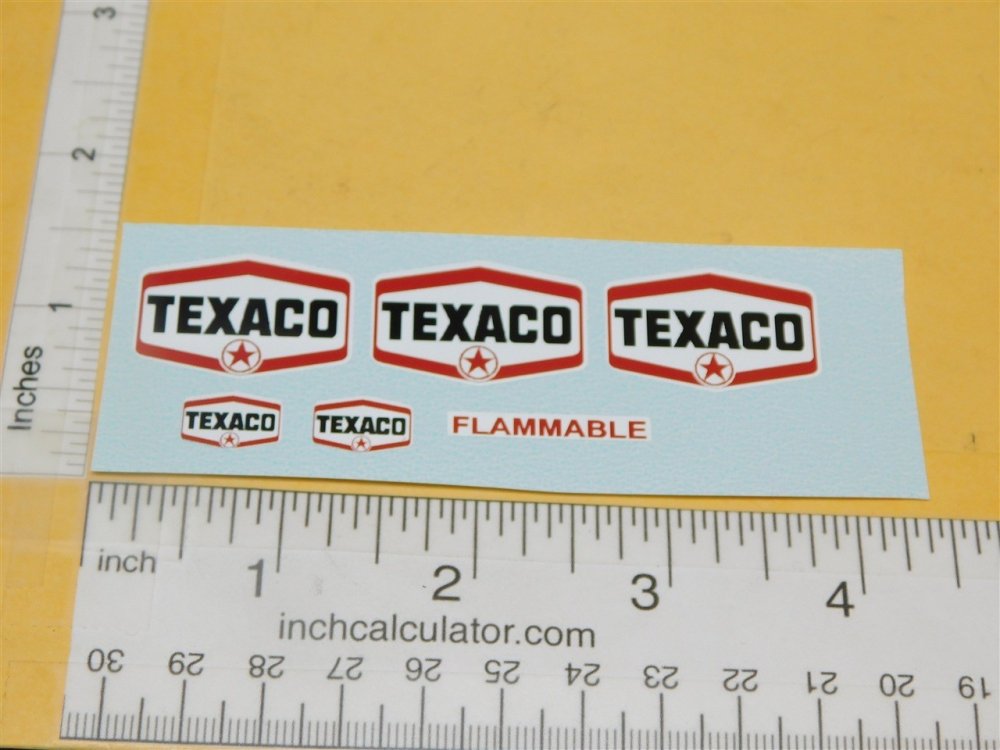 3
2
1
Inches
TEXACO TEXACO TEXACO
TEXACO TEXACO FLAMMABLE
inch 1 2 3 4
inchcalculator.com
30 29 28 27 26 25 24 23 22 21 20 19